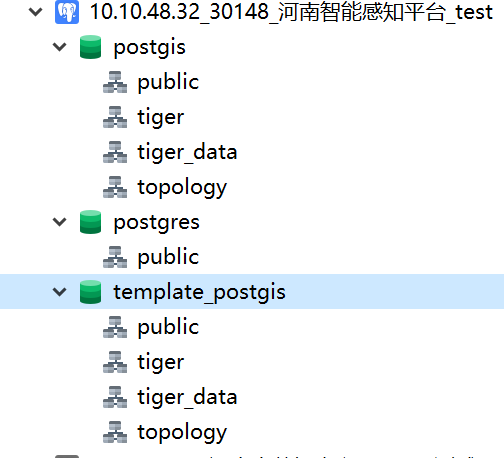 10.10.48.32_30148_河南智能感知平台_test
postgis
public
tiger
tiger_data
topology
postgres
public
template_postgis
public
tiger
tiger_data
topology